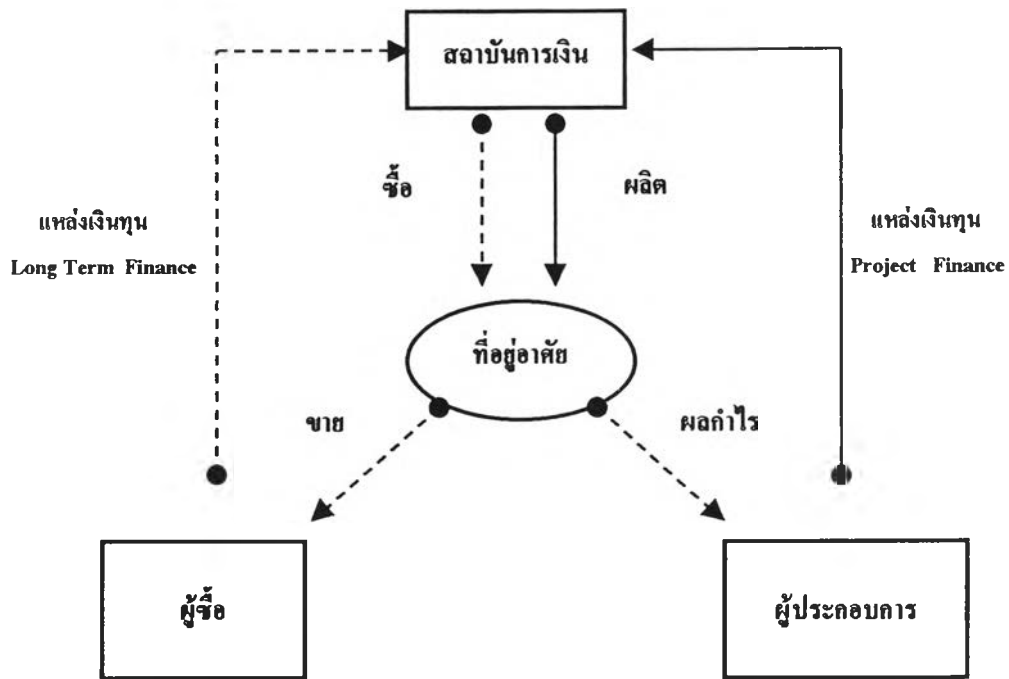 สถาบันการเงิน
ซื้อ
ผลิต
แหล่งเงินทุน
Long Term Finance
แหล่งเงินทุน
Project Finance
ที่อยู่อาศัย
ขาย
ผลกำไร
ผู้ซื้อ
ผู้ประกอบการ